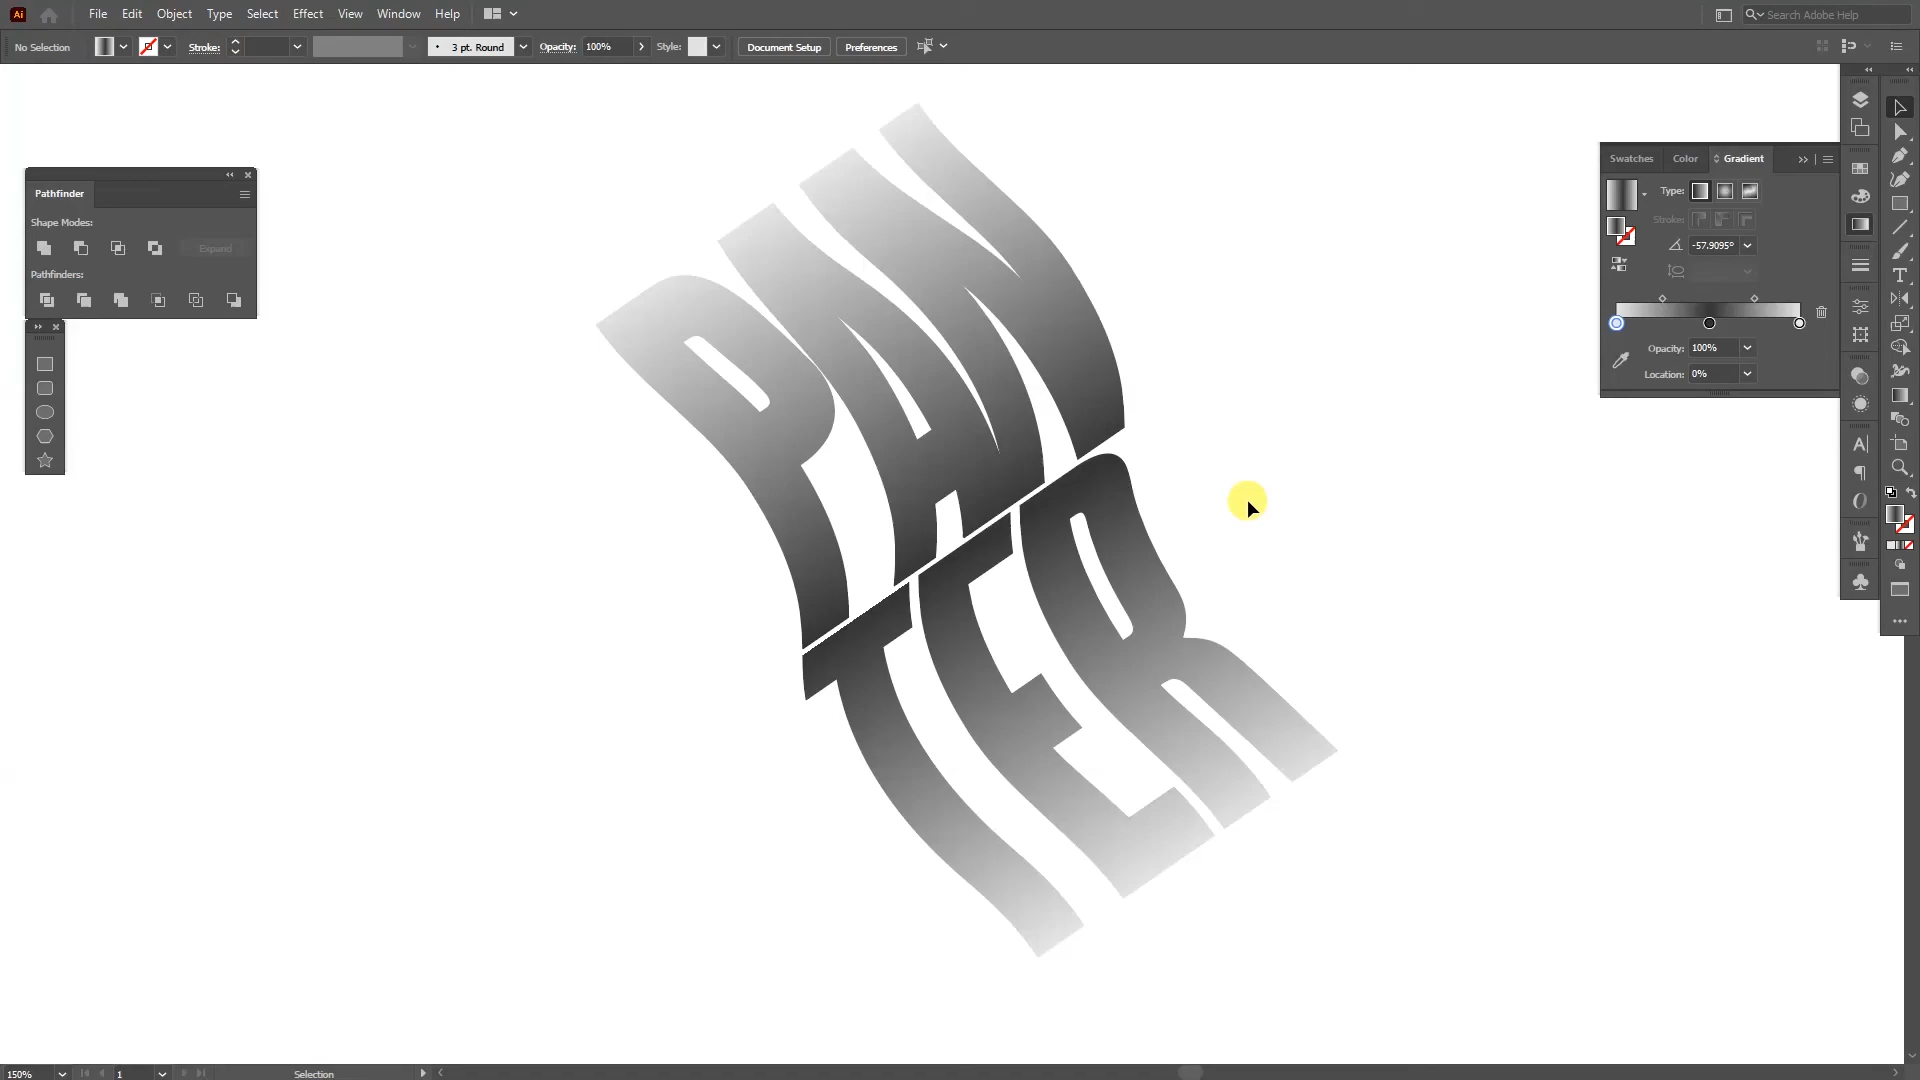 Ai File Edit Object Type Select Effect View Window Help Search Adobe Help
No Selection Stroke: 3 pt. Round Opacity: 100% Style: Document Setup Preferences
Pathfinder
Shape Modes:
Expand
Pathfinders:
PAN
TER
Swatches Color Gradient
Type:
Stroke:
-57.9095°
Opacity: 100%
Location: 0%
150% 1 Selection